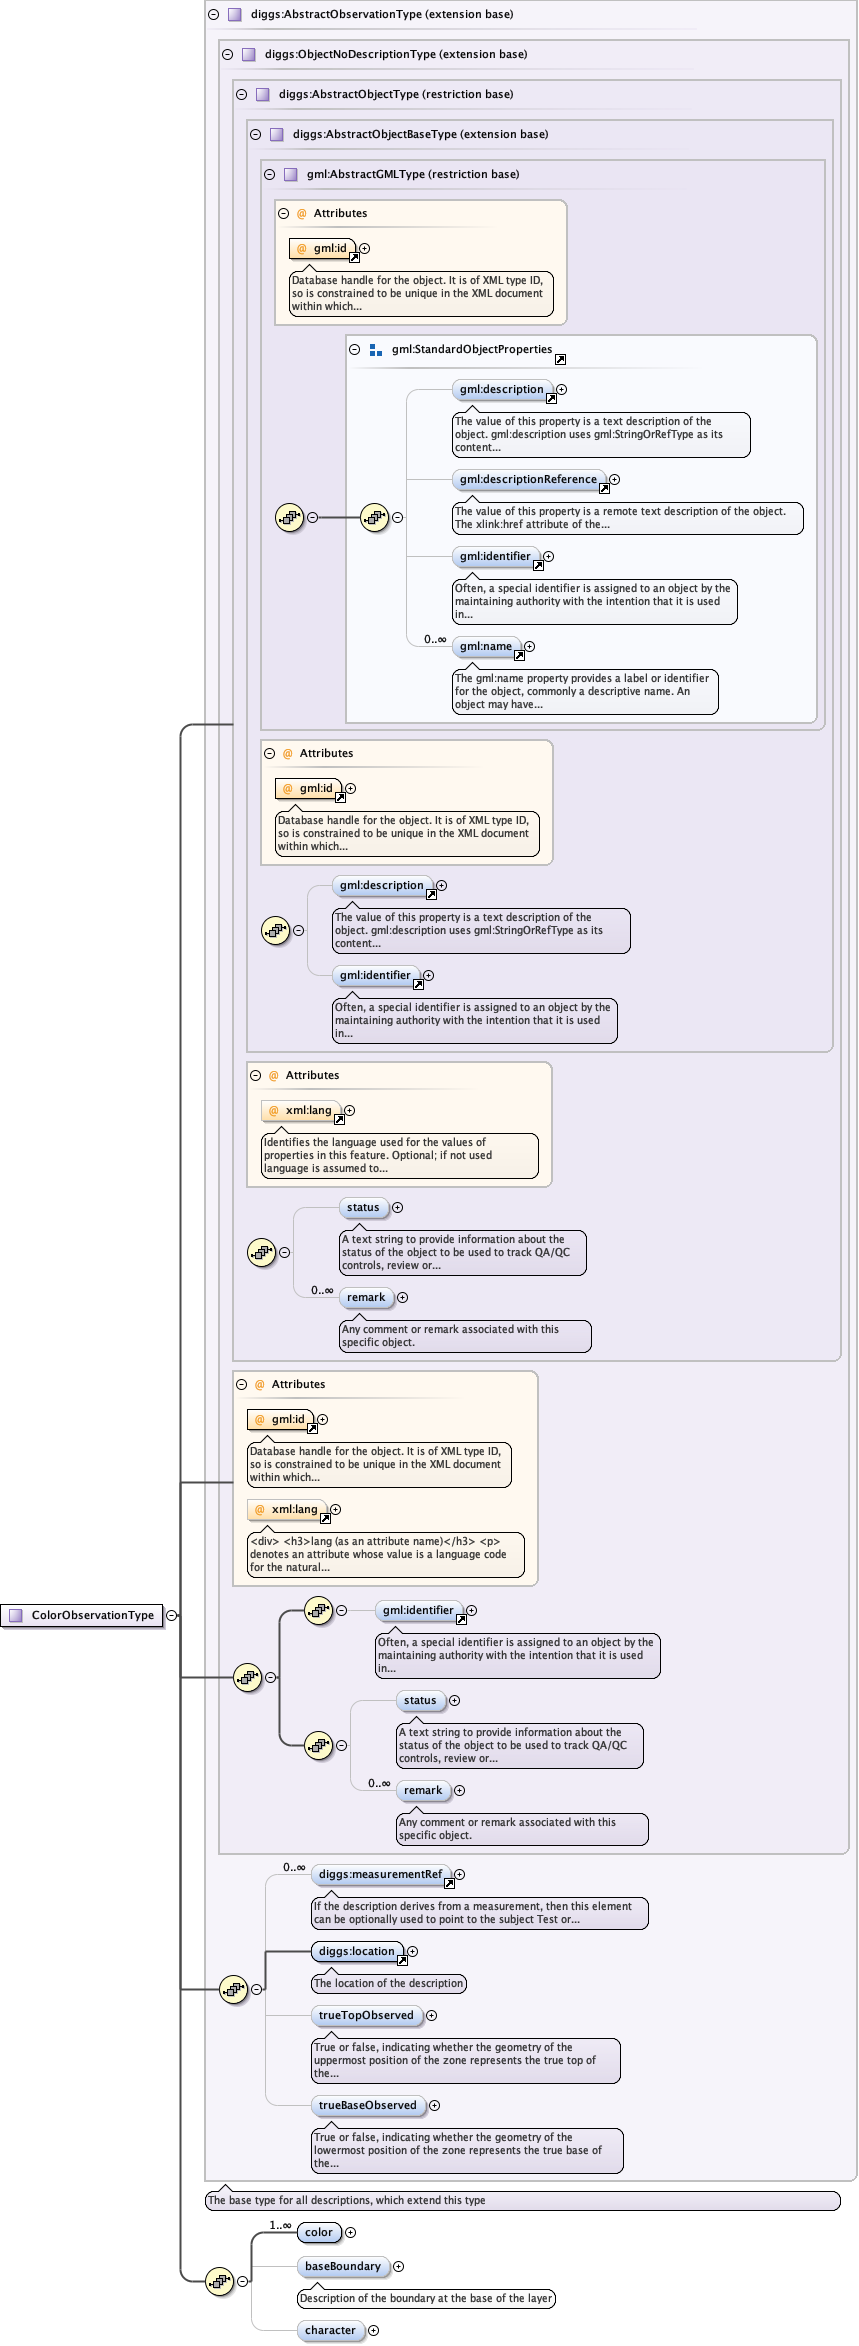 diggs:AbstractObservationType (extension base)
diggs:ObjectNoDescriptionType (extension base)
diggs:AbstractObjectType (restriction base)
diggs:AbstractObjectBaseType (extension base)
gml:AbstractGMLType (restriction base)
@ Attributes
@ gml:id
Database handle for the object. It is of XML type ID,
so is constrained to be unique in the XML document
within which...
gml:StandardObjectProperties
gml:description
The value of this property is a text description of the
object. gml:description uses gml:StringOrRefType as its
content...
gml:descriptionReference
The value of this property is a remote text description of the object.
The xlink:href attribute of the...
gml:identifier
Often, a special identifier is assigned to an object by the
maintaining authority with the intention that it is used
in...
0..∞
gml:name
The gml:name property provides a label or identifier
for the object, commonly a descriptive name. An
object may have...
@ Attributes
@ gml:id
Database handle for the object. It is of XML type ID,
so is constrained to be unique in the XML document
within which...
gml:description
The value of this property is a text description of the
object. gml:description uses gml:StringOrRefType as its
content...
gml:identifier
Often, a special identifier is assigned to an object by the
maintaining authority with the intention that it is used
in...
@ Attributes
@ xml:lang
Identifies the language used for the values of
properties in this feature. Optional; if not used
language is assumed to...
status
A text string to provide information about the
status of the object to be used to track QA/QC
controls, review or...
0..∞
remark
Any comment or remark associated with this
specific object.
@ Attributes
@ gml:id
Database handle for the object. It is of XML type ID,
so is constrained to be unique in the XML document
within which...
@ xml:lang
<div> <h3>lang (as an attribute name)</h3> <p>
denotes an attribute whose value is a language code
for the natural...
ColorObservationType
gml:identifier
Often, a special identifier is assigned to an object by the
maintaining authority with the intention that it is used
in...
status
A text string to provide information about the
status of the object to be used to track QA/QC
controls, review or...
0..∞
remark
Any comment or remark associated with this
specific object.
0..∞
diggs:measurementRef
If the description derives from a measurement, then this element
can be optionally used to point to the subject Test or...
diggs:location
The location of the description
trueTopObserved
True or false, indicating whether the geometry of the
uppermost position of the zone represents the true top of
the...
trueBaseObserved
True or false, indicating whether the geometry of the
lowermost position of the zone represents the true base of
the...
The base type for all descriptions, which extend this type
1..∞
color
baseBoundary
Description of the boundary at the base of the layer
character